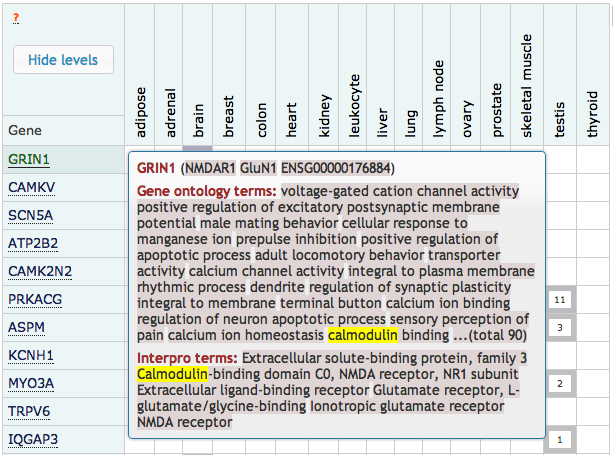 ?
Hide levels
Gene
adipose
adrenal
brain
breast
colon
heart
kidney
leukocyte
liver
lung
lymph node
ovary
prostate
skeletal muscle
testis
thyroid
GRIN1
CAMKV
SCN5A
ATP2B2
CAMK2N2
PRKACG 11
ASPM 3
KCNH1
MYO3A 2
TRPV6
IQGAP3 1
GRIN1 (NMDAR1 GluN1 ENSG00000176884)
Gene ontology terms: voltage-gated cation channel activity
positive regulation of excitatory postsynaptic membrane
potential male mating behavior cellular response to
manganese ion prepulse inhibition positive regulation of
apoptotic process adult locomotory behavior transporter
activity calcium channel activity integral to plasma membrane
rhythmic process dendrite regulation of synaptic plasticity
integral to membrane terminal button calcium ion binding
regulation of neuron apoptotic process sensory perception of
pain calcium ion homeostasis calmodulin binding ...(total 90)
Interpro terms: Extracellular solute-binding protein, family 3
Calmodulin-binding domain C0, NMDA receptor, NR1 subunit
Extracellular ligand-binding receptor Glutamate receptor, L-
glutamate/glycine-binding Ionotropic glutamate receptor
NMDA receptor